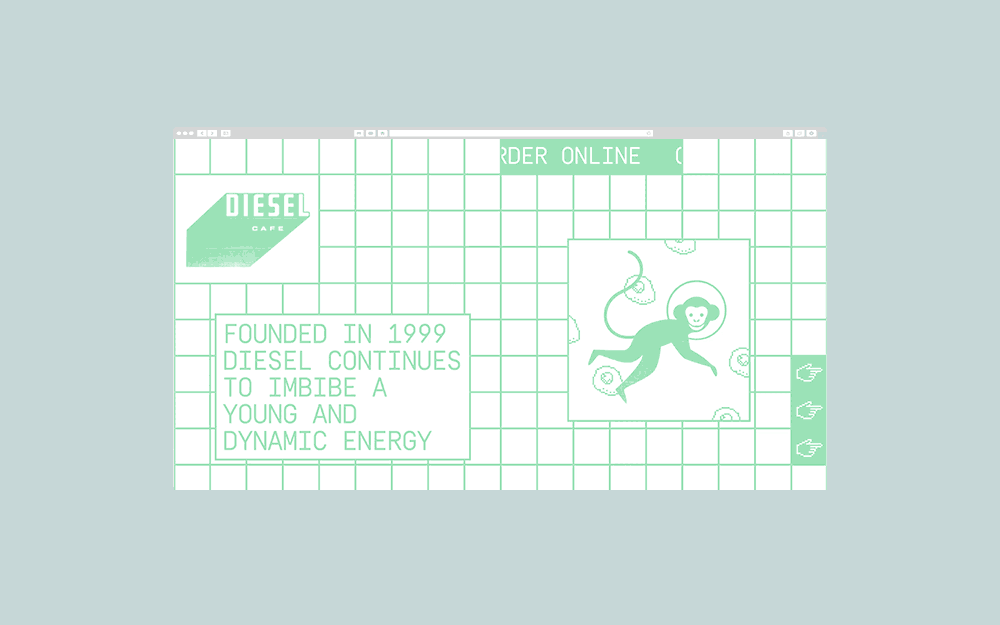 RDER ONLINE
DIESEL
CAFE
FOUNDED IN 1999
DIESEL CONTINUES
TO IMBIBE A
YOUNG AND
DYNAMIC ENERGY